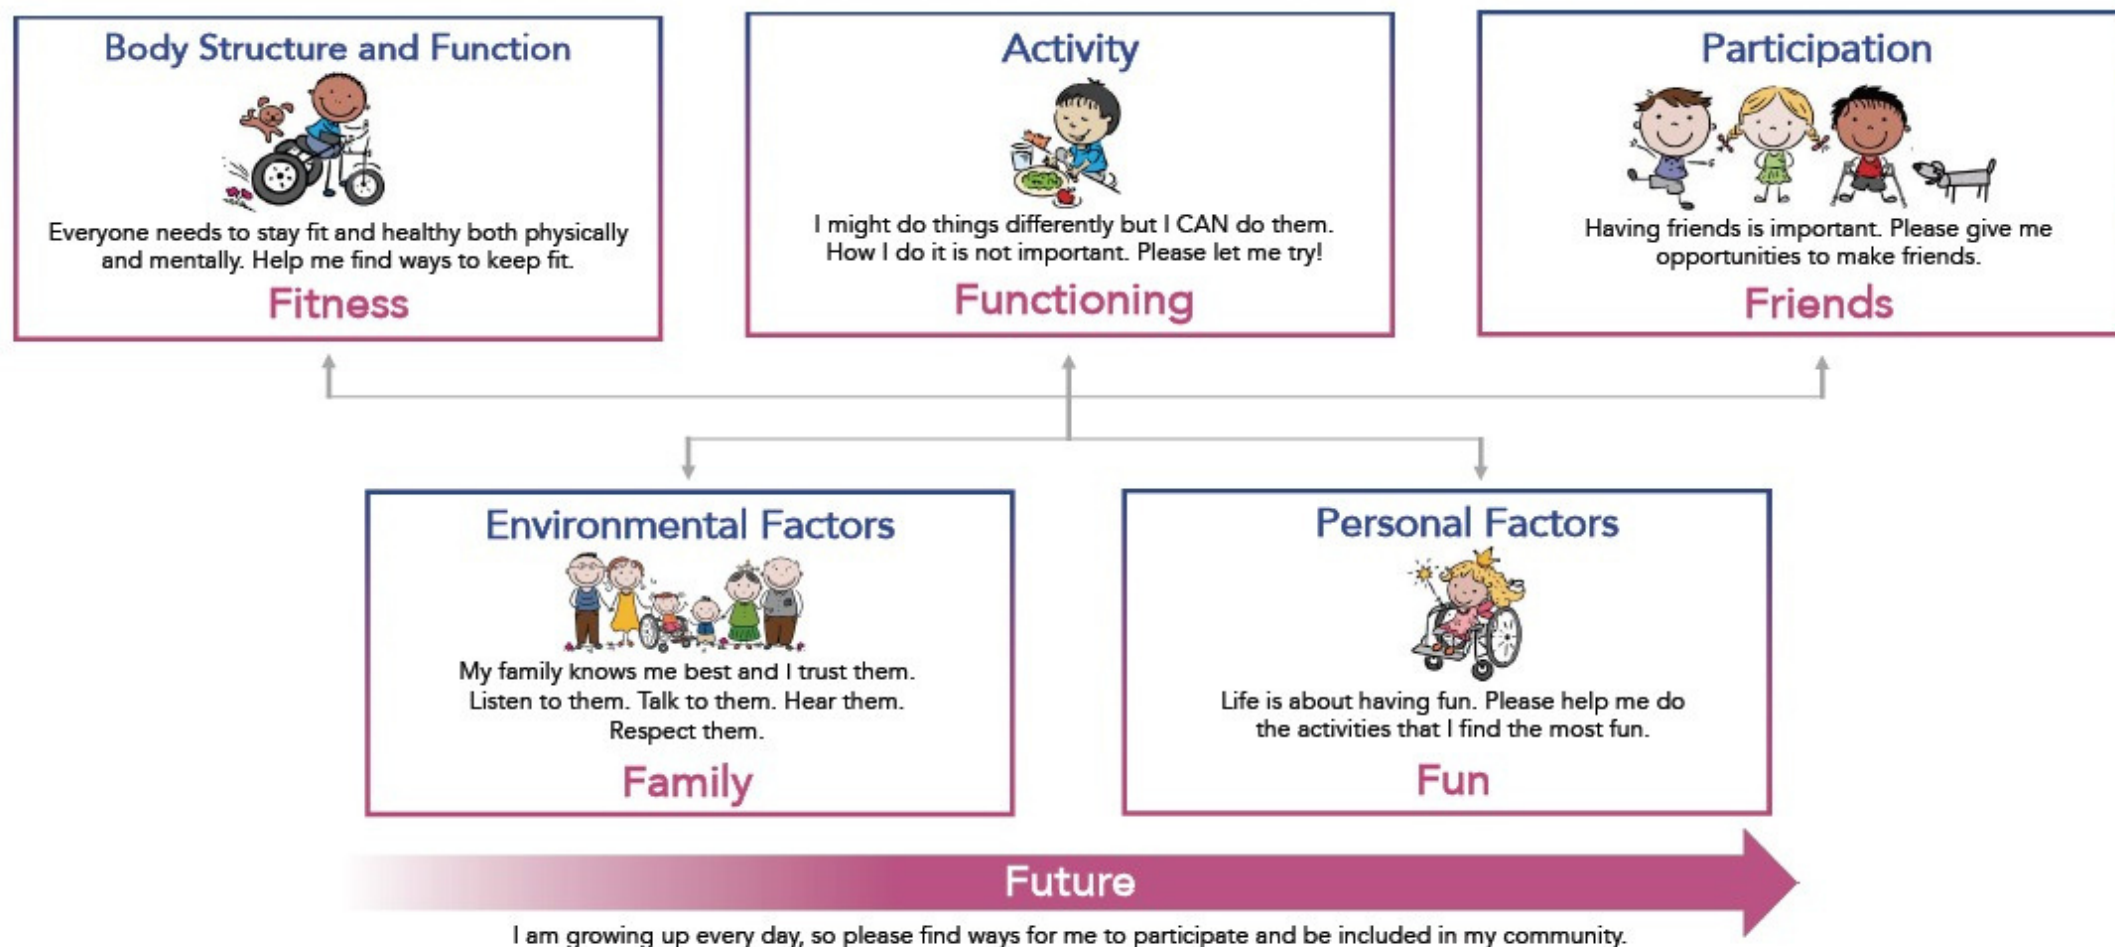 Body Structure and Function
Everyone needs to stay fit and healthy both physically
and mentally. Help me find ways to keep fit.
Fitness
Activity
I might do things differently but I CAN do them.
How I do it is not important. Please let me try!
Functioning
Participation
Having friends is important. Please give me
opportunities to make friends.
Friends
Environmental Factors
My family knows me best and I trust them.
Listen to them. Talk to them. Hear them.
Respect them.
Family
Personal Factors
Life is about having fun. Please help me do
the activities that I find the most fun.
Fun
Future
I am growing up every day, so please find ways for me to participate and be included in my community.